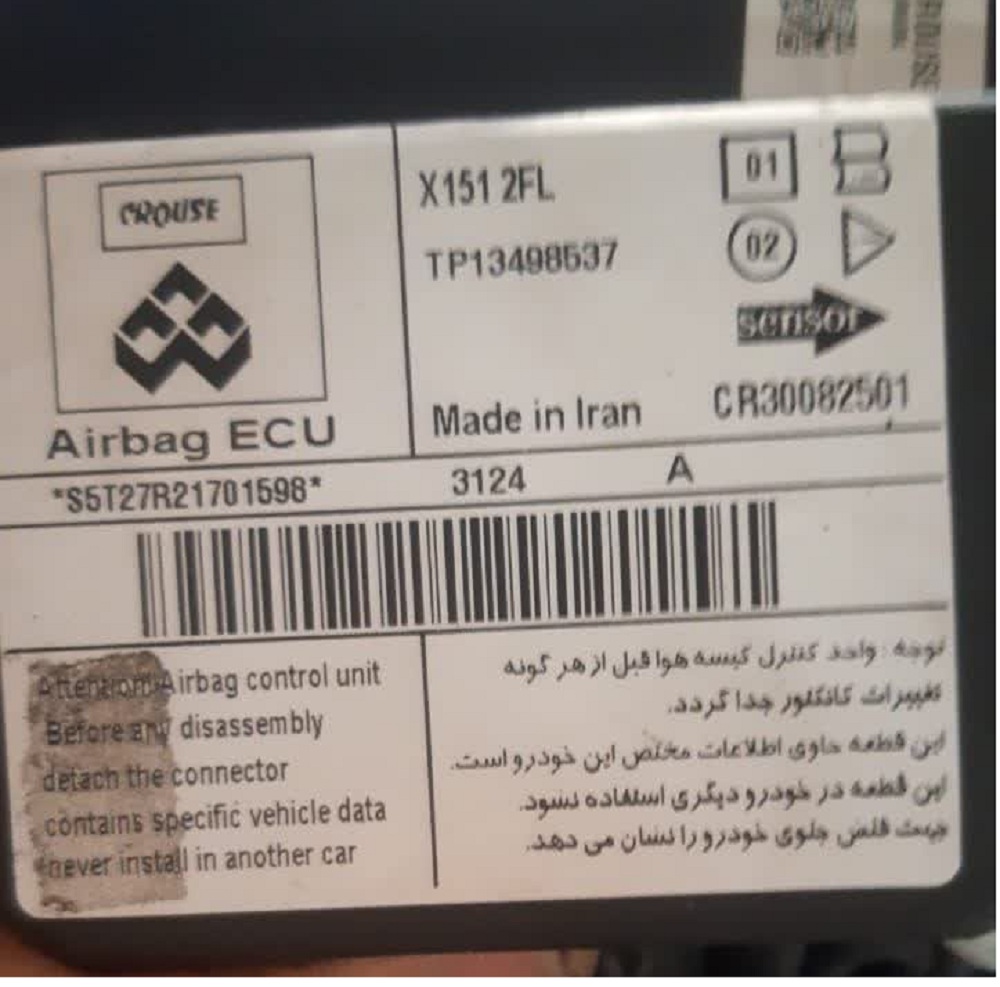 CROUSE
Airbag ECU
X151 2FL
TP13498537
Made in Iran
01
02
sensor
CR30082501
*S5T27R21701598*
3124 A
Attention: Airbag control unit
Before any disassembly
detach the connector
contains specific vehicle data
never install in another car
توجه : واحد کنترل کیسه هوا قبل از هر گونه
تغییرات کانکتور جدا گردد.
این قطعه حاوی اطلاعات مختص این خودرو است.
این قطعه در خودرو دیگری استفاده نشود.
جهت فلش جلوی خودرو را نشان می دهد.